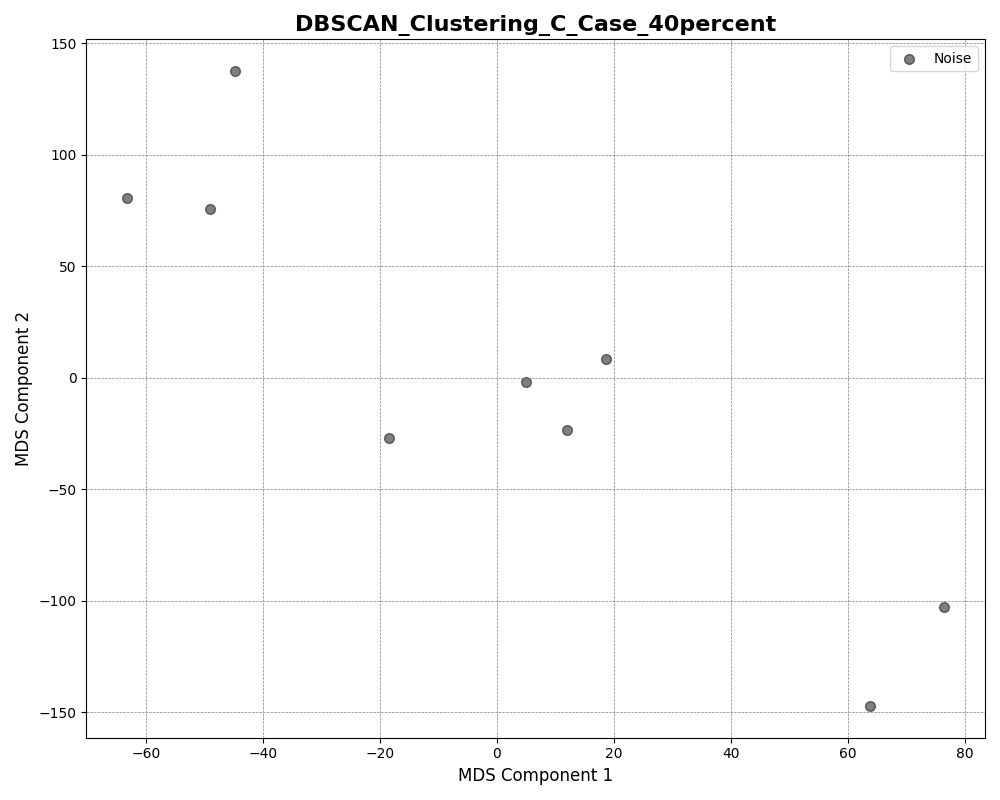 DBSCAN_Clustering_C_Case_40percent
Noise
150
100
50
0
−50
−100
−150
MDS Component 2
−60 −40 −20 0 20 40 60 80
MDS Component 1